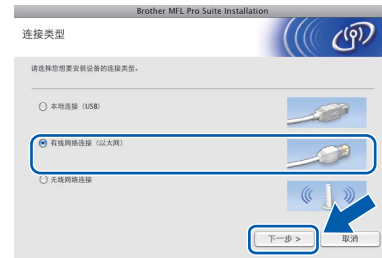 Brother MFL Pro Suite Installation
连接类型
请选择您想要安装设备的连接类型。
本地连接（USB）
有线网络连接（以太网）
无线网络连接
下一步 >
取消